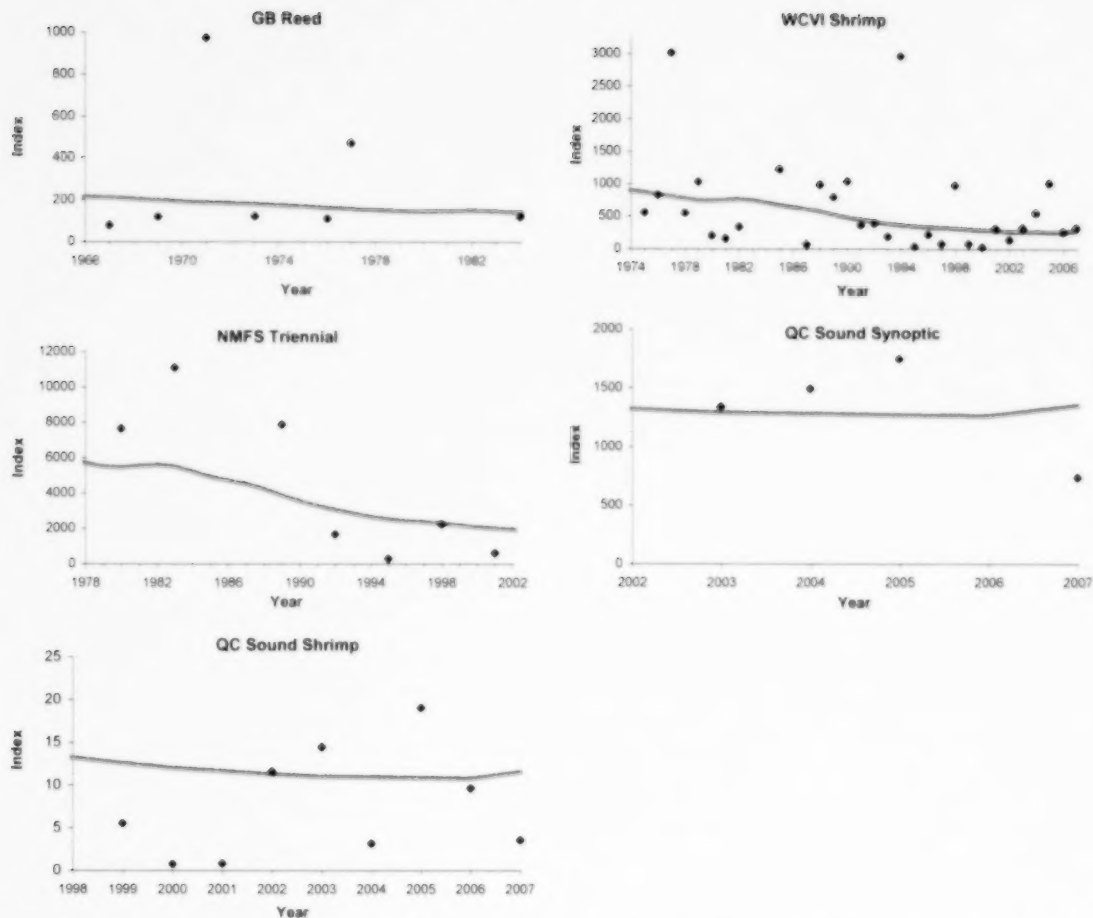 GB Reed
1000
800
600
400
200
0
Index
1966 1970 1974 1978 1982
Year
WCVI Shrimp
3000
2500
2000
1500
1000
500
0
Index
1974 1978 1982 1986 1990 1994 1998 2002 2006
Year
NMFS Triennial
12000
10000
8000
6000
4000
2000
0
Index
1978 1982 1986 1990 1994 1998 2002
Year
QC Sound Synoptic
2000
1500
1000
500
0
Index
2002 2003 2004 2005 2006 2007
Year
QC Sound Shrimp
25
20
15
10
5
0
Index
1998 1999 2000 2001 2002 2003 2004 2005 2006 2007
Year